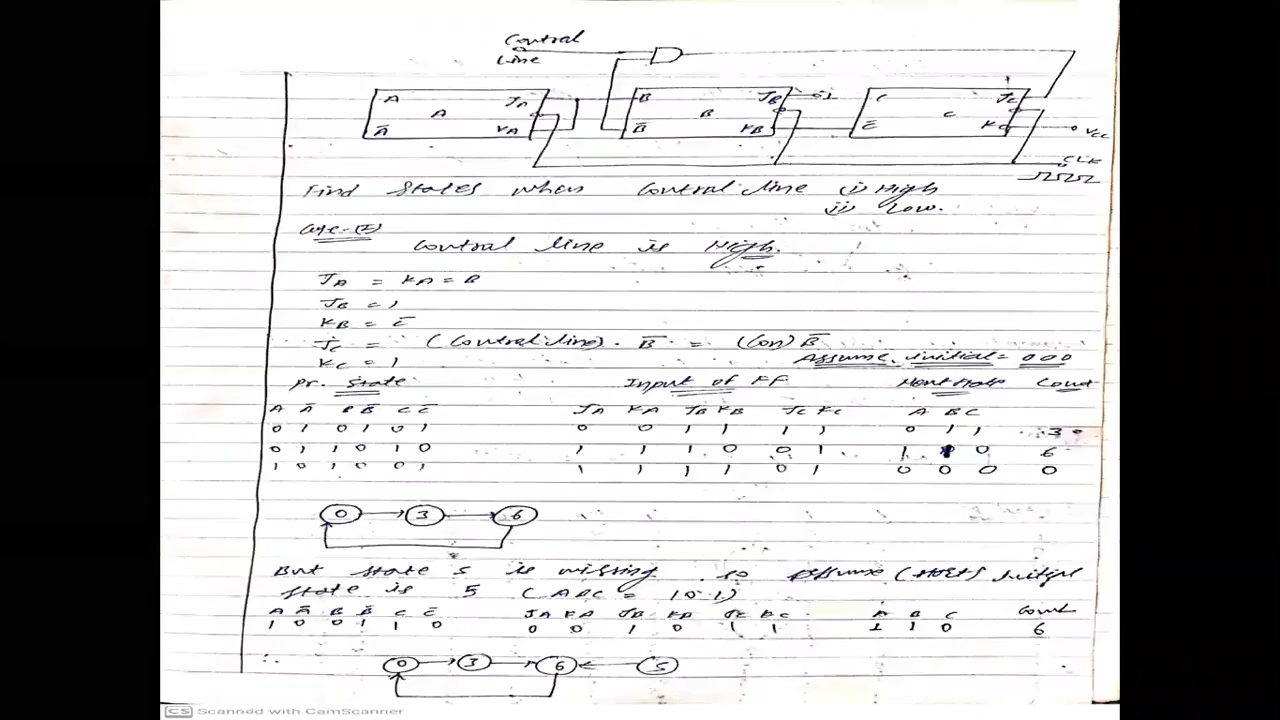 Control
Line
A JA B JB 1 C JC
A B C
A̅ KA B̅ KB C̅ KC VCC
CLK
Find States when Control line (i) High
(ii) Low.
Case-(I)
Control line is High.
JA = KA = B
JB = 1
KB = C̅
JC = (Control line) . B̅ = (Con) B̅
KC = 1
Assume initial = 000
Pr. State Input of FF Next State Count
A A̅ B B̅ C C̅ JA KA JB KB JC KC A B C
0 1 0 1 0 1 0 0 1 1 1 1 0 1 1 3
0 1 1 0 1 0 1 1 1 0 0 1 1 1 0 6
1 0 1 0 0 1 1 1 1 1 0 1 0 0 0 0
0 3 6
But state 5 is missing so Assume (start) initial
state is 5 (ABC = 101)
A A̅ B B̅ C C̅ JA KA JB KB JC KC A B C Count
1 0 0 1 1 0 0 0 1 0 1 1 1 1 0 6
∴ 0 3 6 5
CS Scanned with CamScanner